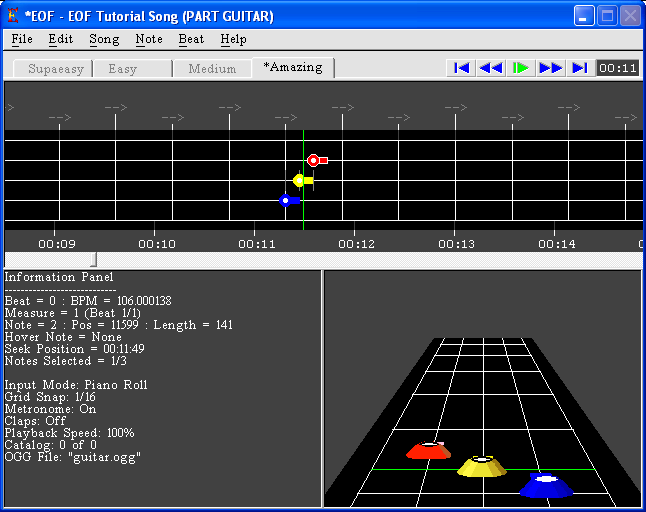 *EOF - EOF Tutorial Song (PART GUITAR)
File Edit Song Note Beat Help
Supaeasy Easy Medium *Amazing 00:11
--> --> --> --> --> --> --> --> --> --> -->
00:09 00:10 00:11 00:12 00:13 00:14
Information Panel
----------------------------
Beat = 0 : BPM = 106.000138
Measure = 1 (Beat 1/1)
Note = 2 : Pos = 11599 : Length = 141
Hover Note = None
Seek Position = 00:11:49
Notes Selected = 1/3
Input Mode: Piano Roll
Grid Snap: 1/16
Metronome: On
Claps: Off
Playback Speed: 100%
Catalog: 0 of 0
OGG File: "guitar.ogg"